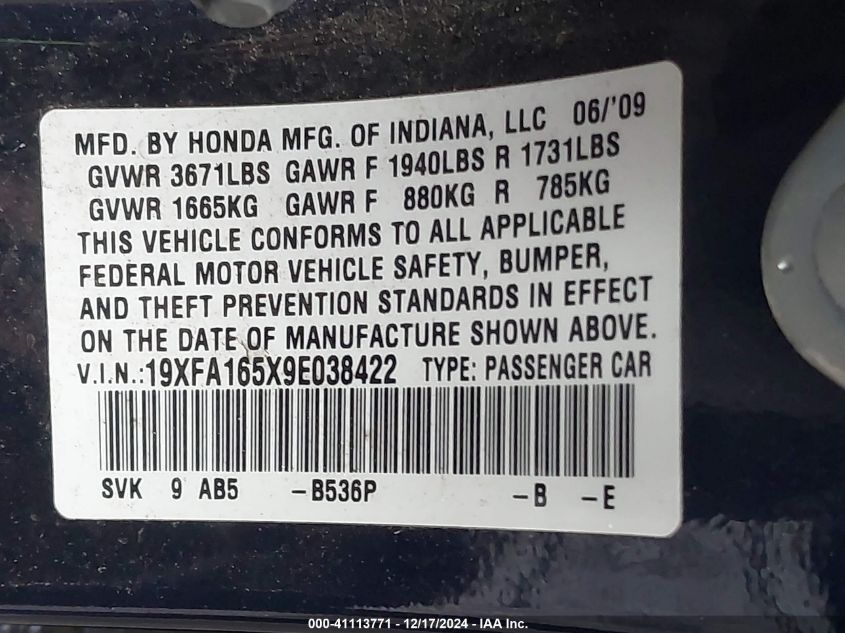 MFD. BY HONDA MFG. OF INDIANA, LLC 06/'09
GVWR 3671LBS GAWR F 1940LBS R 1731LBS
GVWR 1665KG GAWR F 880KG R 785KG
THIS VEHICLE CONFORMS TO ALL APPLICABLE
FEDERAL MOTOR VEHICLE SAFETY, BUMPER,
AND THEFT PREVENTION STANDARDS IN EFFECT
ON THE DATE OF MANUFACTURE SHOWN ABOVE.
V.I.N.:19XFA165X9E038422 TYPE: PASSENGER CAR
SVK 9 AB5 -B536P -B -E
000-41113771 - 12/17/2024 - IAA Inc.